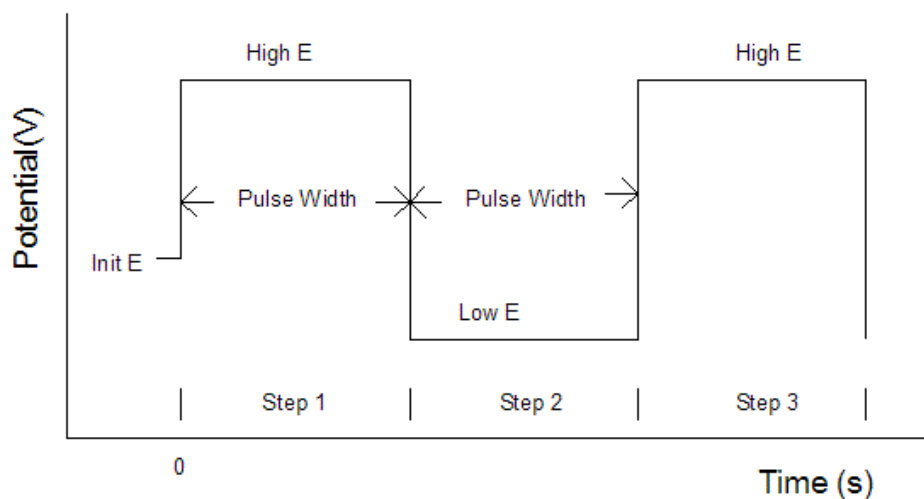 High E
High E
Potential(V)
Pulse Width
Pulse Width
Init E
Low E
Step 1
Step 2
Step 3
0
Time (s)